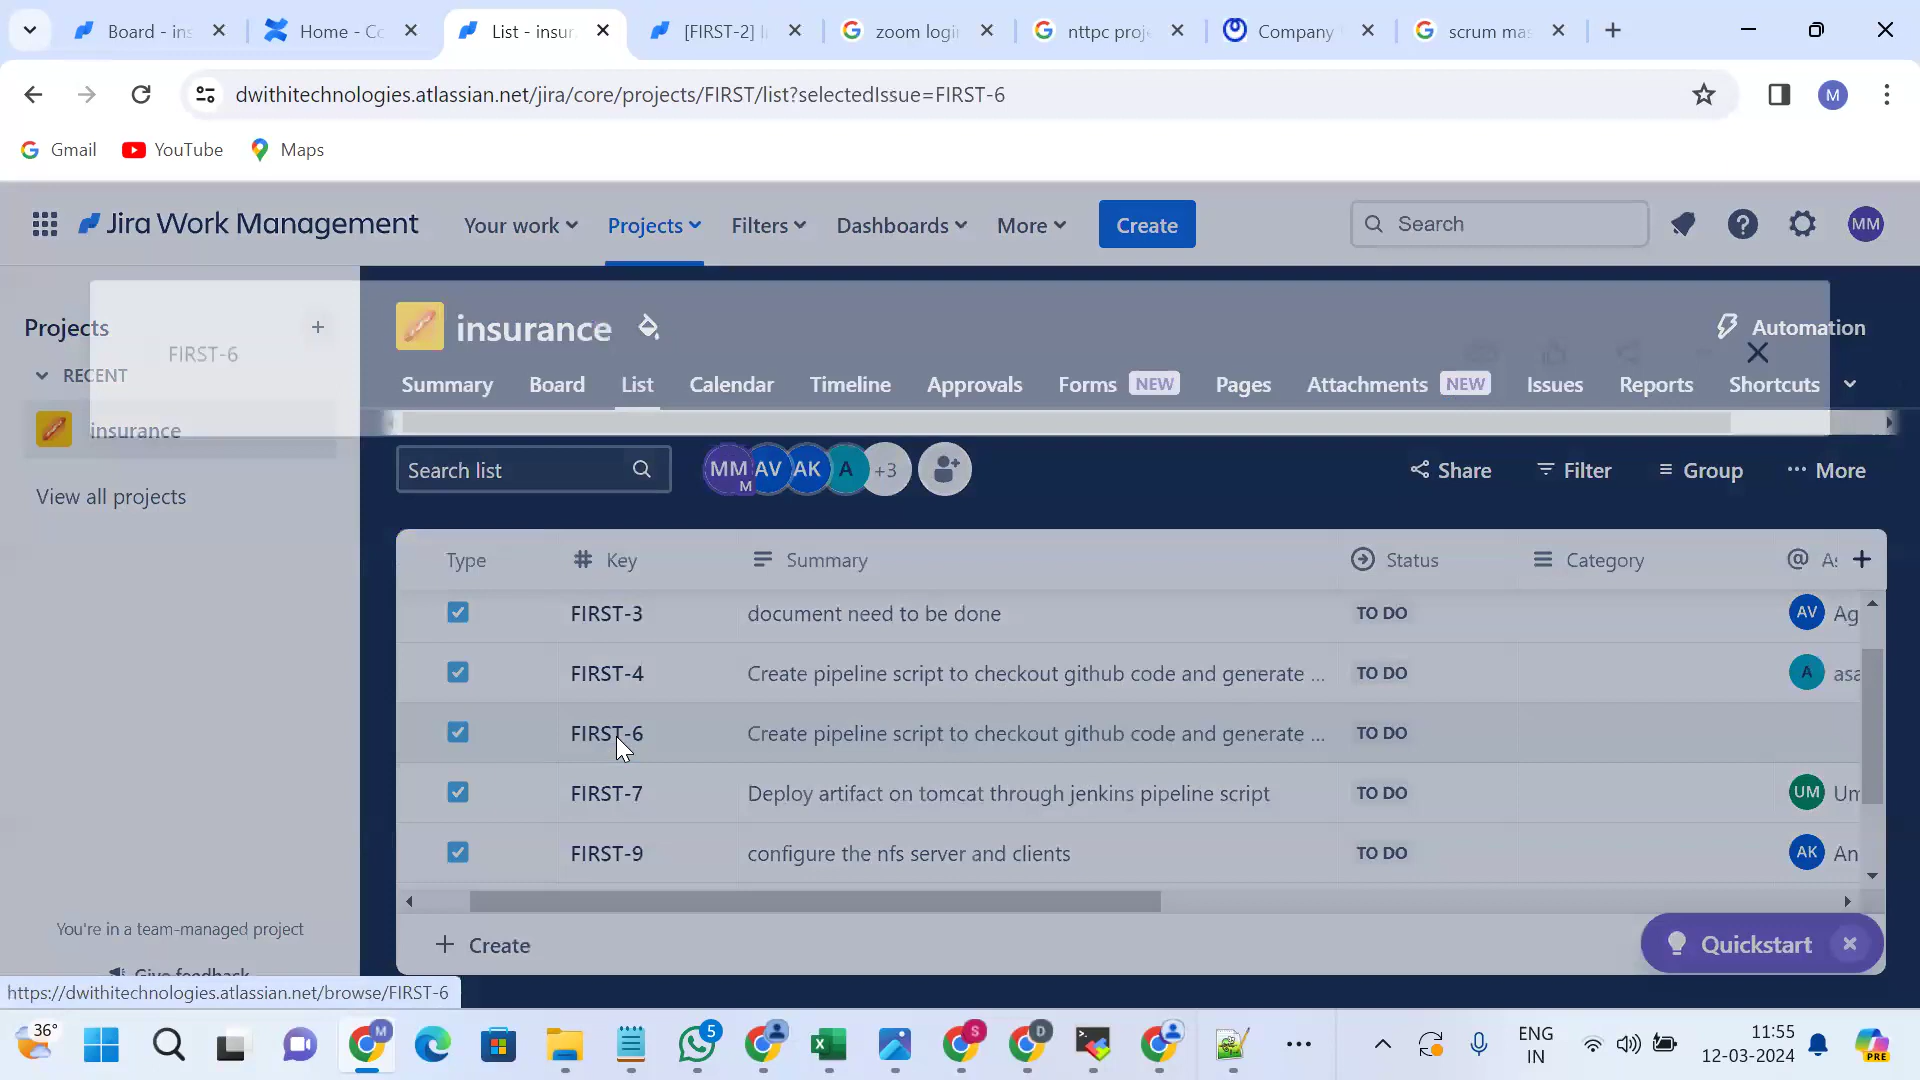 Board - ins
Home - Co
List - insur
[FIRST-2] I
zoom login
nttpc proje
Company
scrum mas
dwithitechnologies.atlassian.net/jira/core/projects/FIRST/list?selectedIssue=FIRST-6
M
Gmail
YouTube
Maps
Jira Work Management
Your work
Projects
Filters
Dashboards
More
Create
Search
MM
Projects
RECENT
insurance
View all projects
You're in a team-managed project
Give feedback
FIRST-6
insurance
Automation
Summary
Board
List
Calendar
Timeline
Approvals
Forms NEW
Pages
Attachments NEW
Issues
Reports
Shortcuts
Search list
MM
M
AV
AK
A
+3
Share
Filter
Group
More
Type
Key
Summary
Status
Category
FIRST-3 document need to be done TO DO AV Ag
FIRST-4 Create pipeline script to checkout github code and generate ... TO DO A asa
FIRST-6 Create pipeline script to checkout github code and generate ... TO DO
FIRST-7 Deploy artifact on tomcat through jenkins pipeline script TO DO UM Um
FIRST-9 configure the nfs server and clients TO DO AK An
Create
Quickstart
https://dwithitechnologies.atlassian.net/browse/FIRST-6
36°
M
5
S
D
ENG
IN
11:55
12-03-2024
PRE